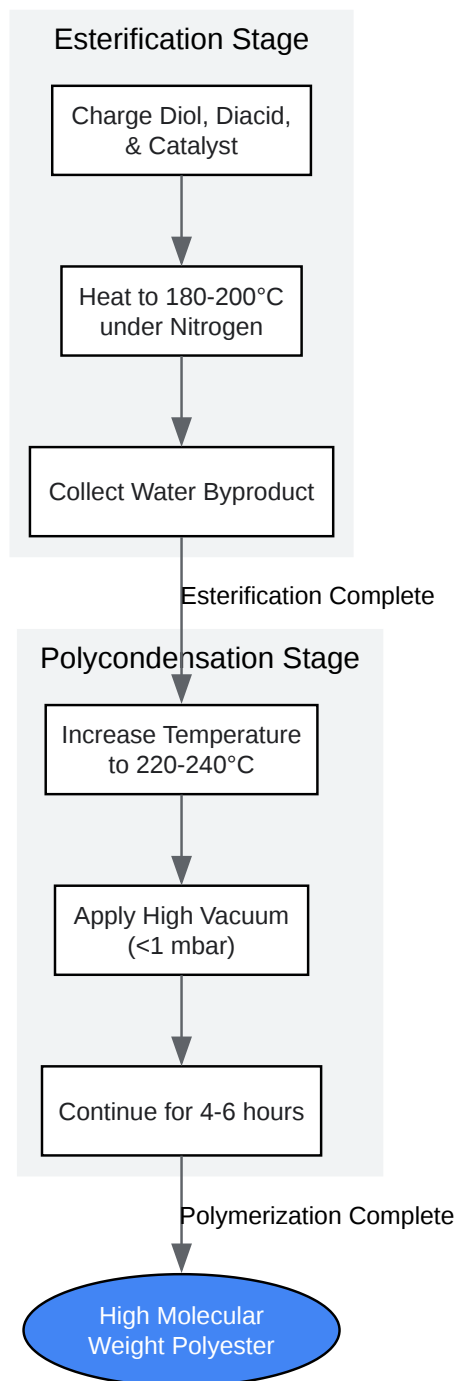 Esterification Stage
Charge Diol, Diacid,
& Catalyst
Heat to 180-200°C
under Nitrogen
Collect Water Byproduct
Esterification Complete
Polycondensation Stage
Increase Temperature
to 220-240°C
Apply High Vacuum
(<1 mbar)
Continue for 4-6 hours
Polymerization Complete
High Molecular
Weight Polyester